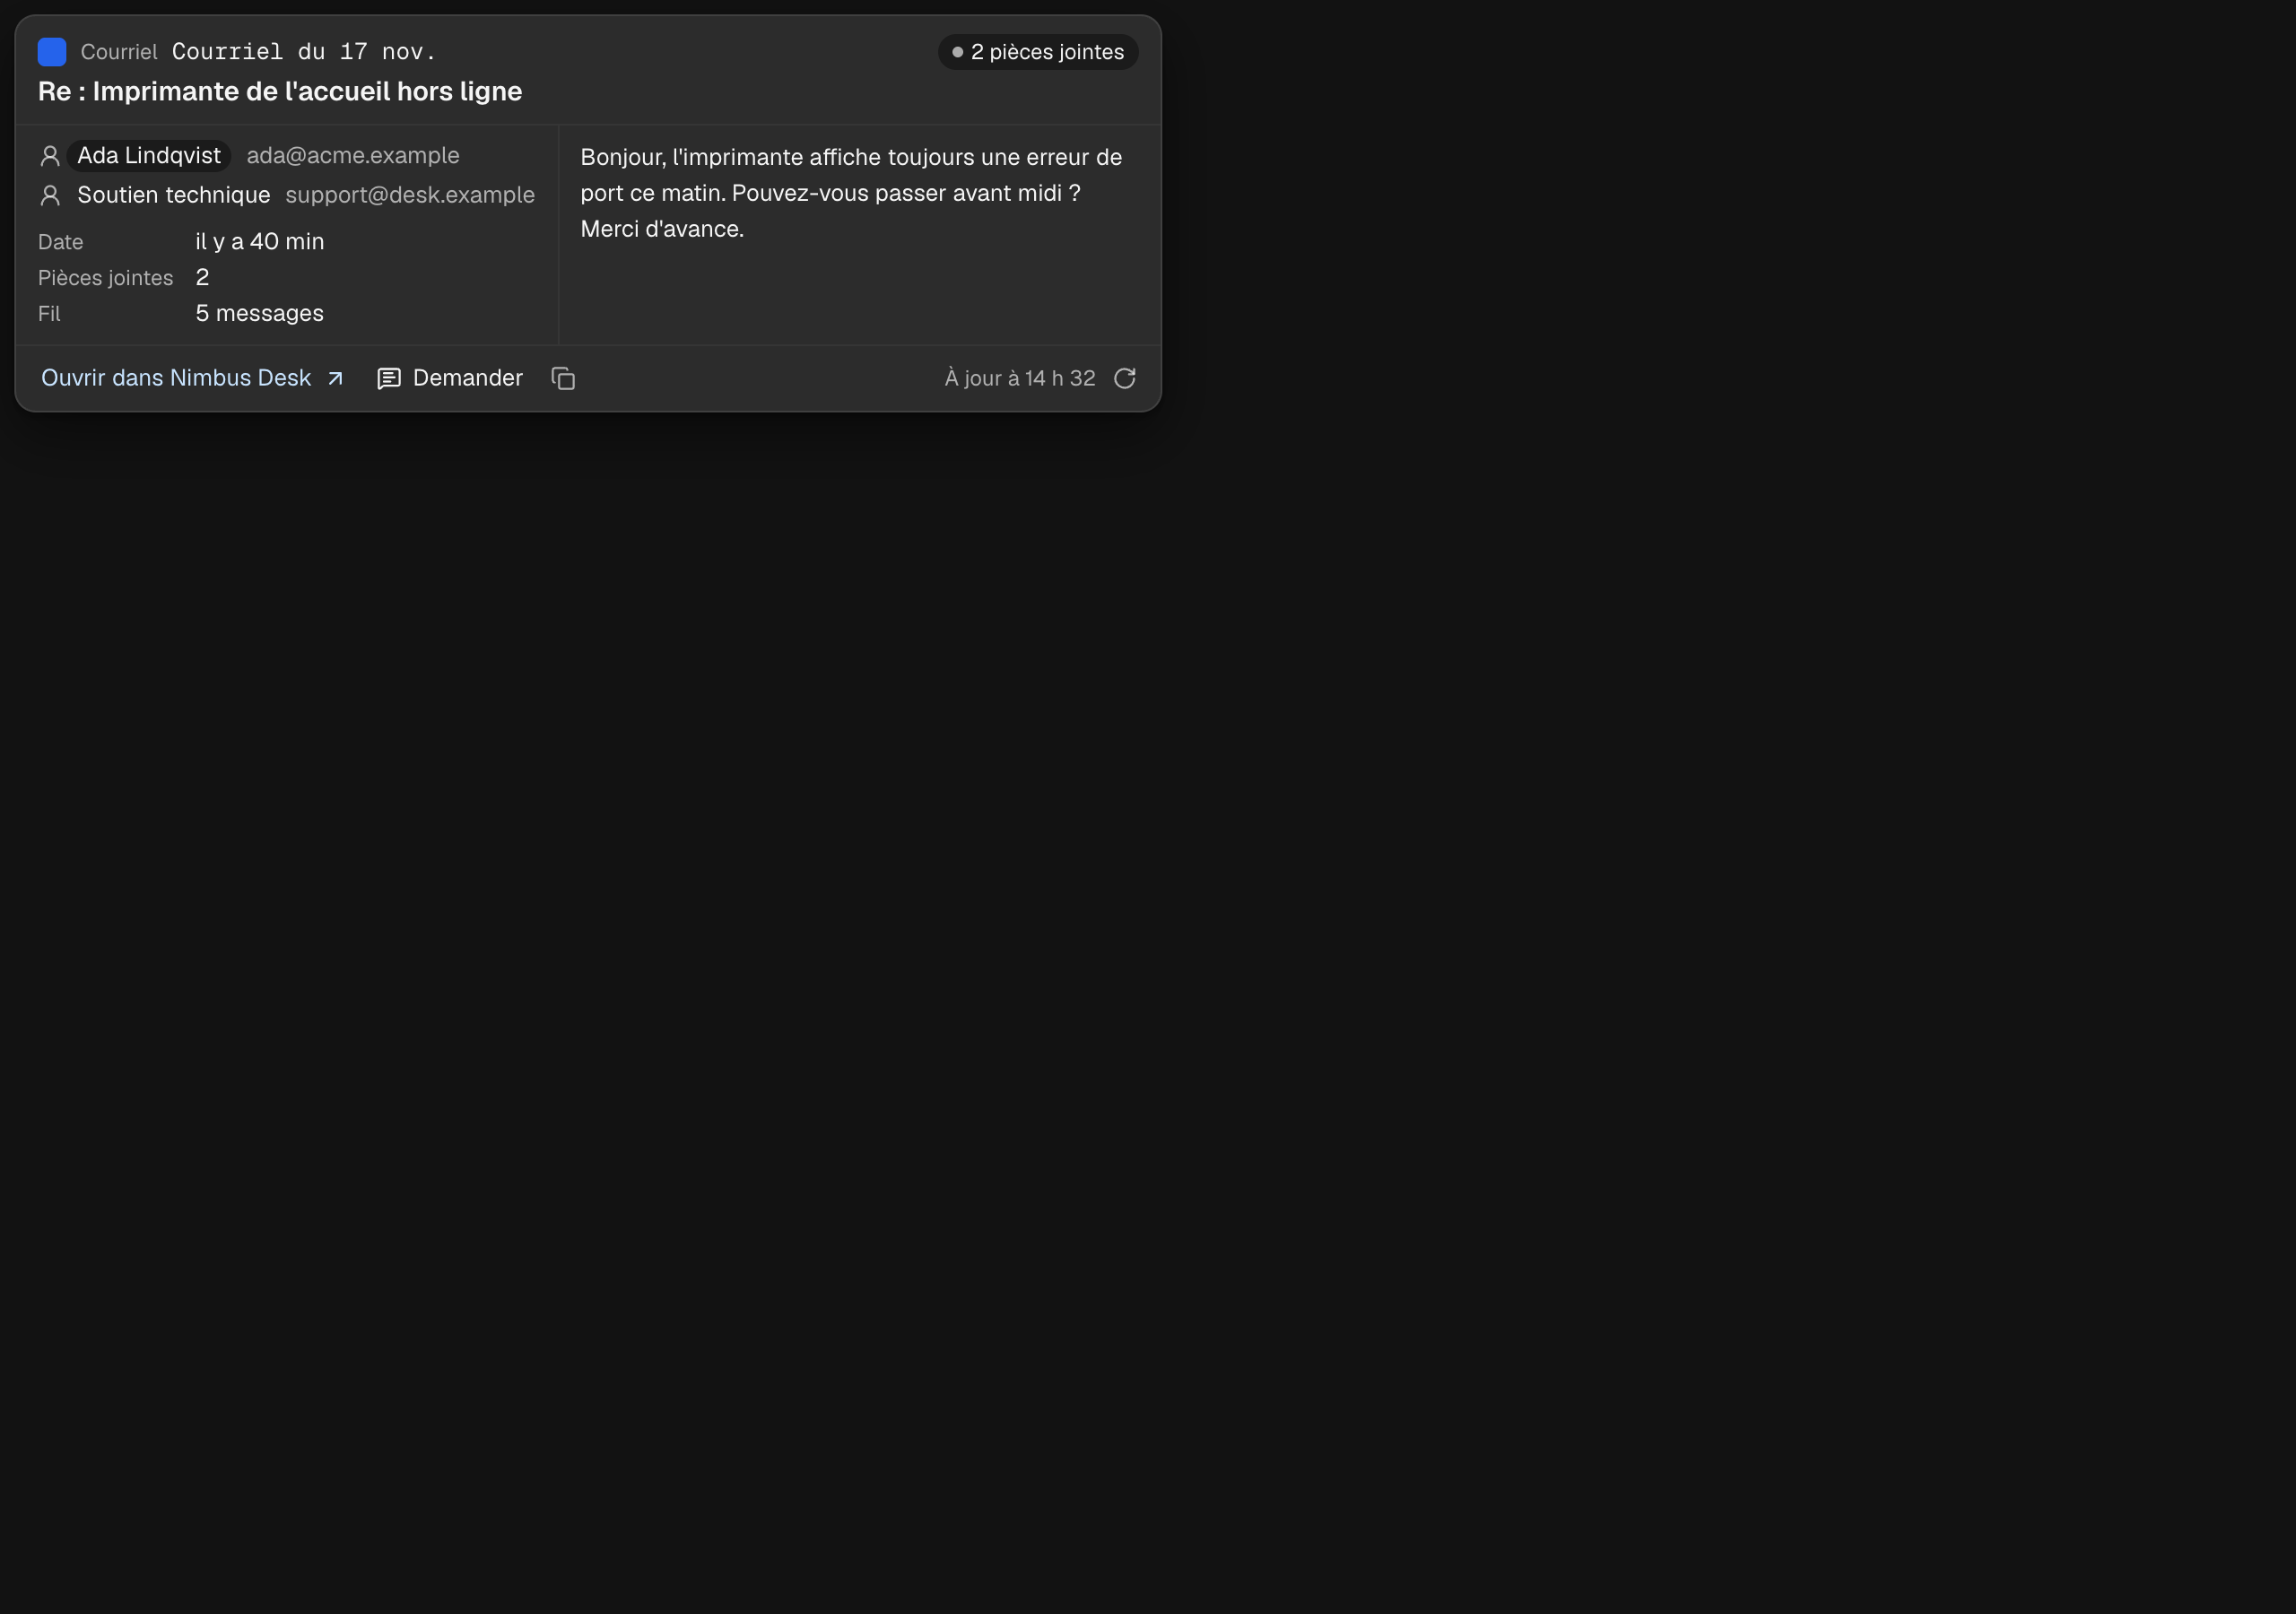 Courriel Courriel du 17 nov.
2 pièces jointes
Re : Imprimante de l'accueil hors ligne
Ada Lindqvist ada@acme.example
Soutien technique support@desk.example
Date il y a 40 min
Pièces jointes 2
Fil 5 messages
Bonjour, l'imprimante affiche toujours une erreur de
port ce matin. Pouvez-vous passer avant midi ?
Merci d'avance.
Ouvrir dans Nimbus Desk
Demander
À jour à 14 h 32